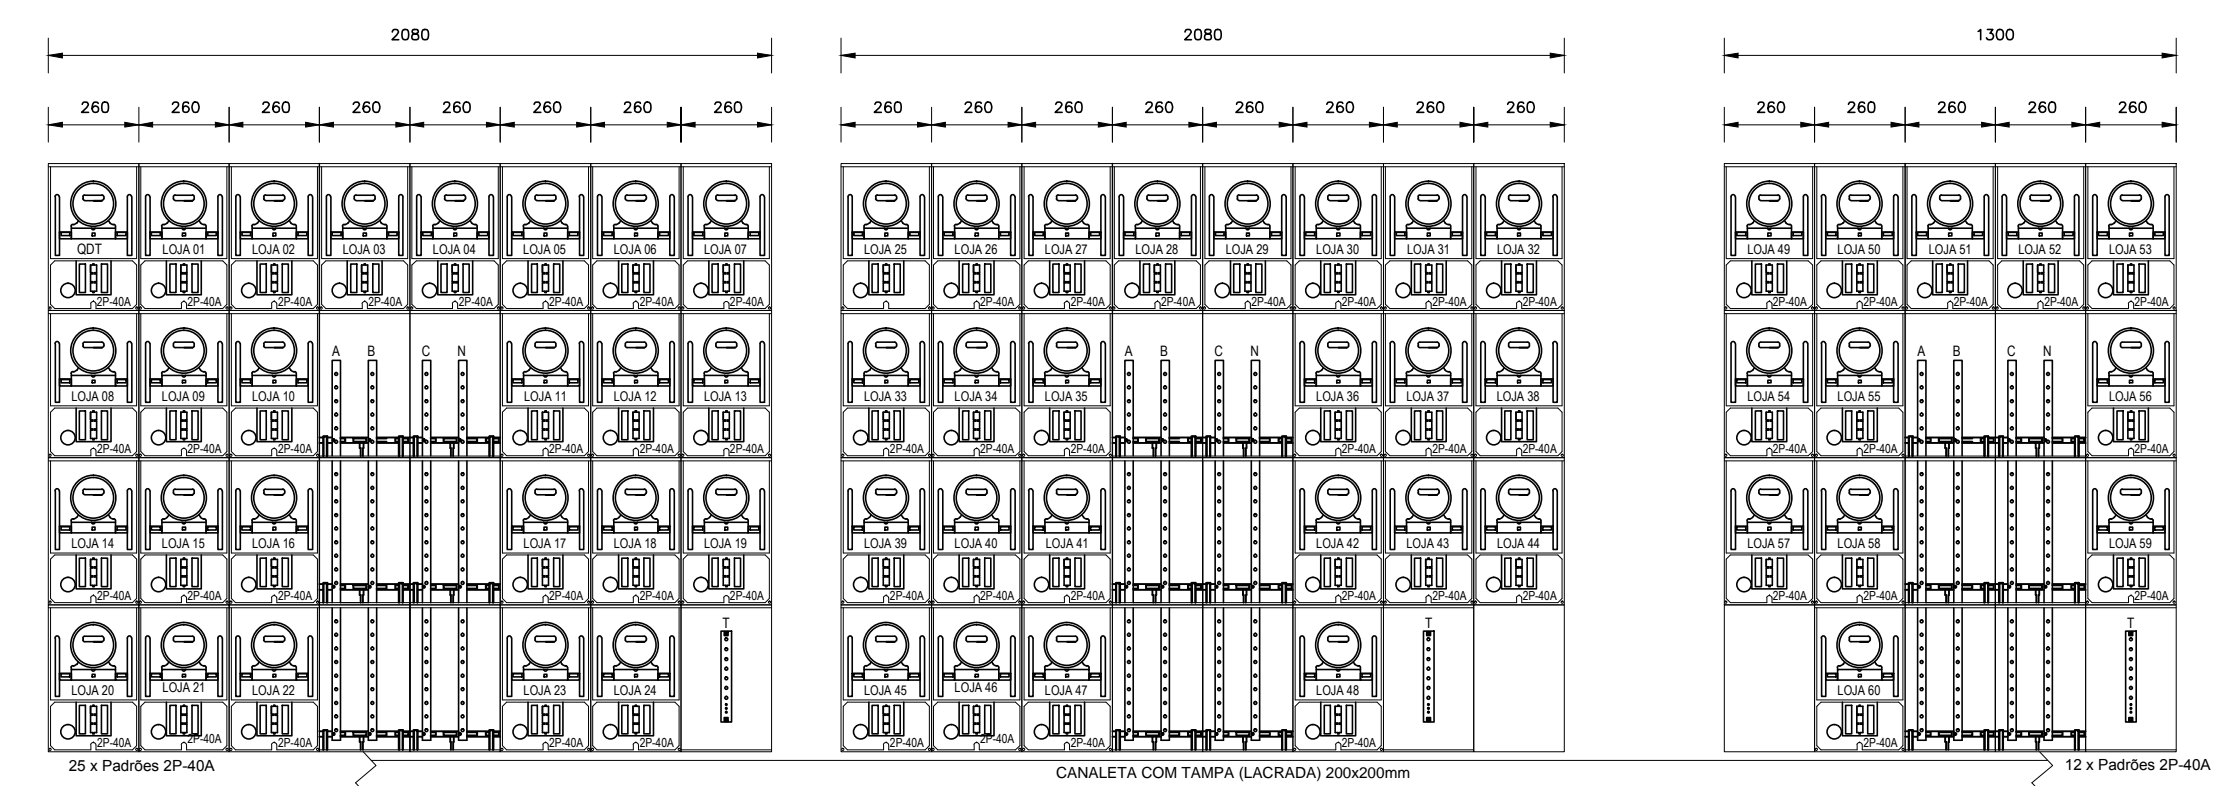 2080 2080 1300
260 260 260 260 260 260 260 260 260 260 260 260 260 260 260 260 260 260 260 260 260
QDT LOJA 01 LOJA 02 LOJA 03 LOJA 04 LOJA 05 LOJA 06 LOJA 07 LOJA 25 LOJA 26 LOJA 27 LOJA 28 LOJA 29 LOJA 30 LOJA 31 LOJA 32 LOJA 49 LOJA 50 LOJA 51 LOJA 52 LOJA 53
2P-40A 2P-40A 2P-40A 2P-40A 2P-40A 2P-40A 2P-40A 2P-40A 2P-40A 2P-40A 2P-40A 2P-40A 2P-40A 2P-40A 2P-40A 2P-40A 2P-40A 2P-40A 2P-40A 2P-40A
A B C N A B C N A B C N
LOJA 08 LOJA 09 LOJA 10 LOJA 11 LOJA 12 LOJA 13 LOJA 33 LOJA 34 LOJA 35 LOJA 36 LOJA 37 LOJA 38 LOJA 54 LOJA 55 LOJA 56
2P-40A 2P-40A 2P-40A 2P-40A 2P-40A 2P-40A 2P-40A 2P-40A 2P-40A 2P-40A 2P-40A 2P-40A 2P-40A 2P-40A 2P-40A
LOJA 14 LOJA 15 LOJA 16 LOJA 17 LOJA 18 LOJA 19 LOJA 39 LOJA 40 LOJA 41 LOJA 42 LOJA 43 LOJA 44 LOJA 57 LOJA 58 LOJA 59
2P-40A 2P-40A 2P-40A 2P-40A 2P-40A 2P-40A 2P-40A 2P-40A 2P-40A 2P-40A 2P-40A 2P-40A 2P-40A 2P-40A 2P-40A
T T T
LOJA 20 LOJA 21 LOJA 22 LOJA 23 LOJA 24 LOJA 45 LOJA 46 LOJA 47 LOJA 48 LOJA 60
2P-40A 2P-40A 2P-40A 2P-40A 2P-40A 2P-40A 2P-40A 2P-40A 2P-40A 2P-40A
25 x Padrões 2P-40A CANALETA COM TAMPA (LACRADA) 200x200mm 12 x Padrões 2P-40A